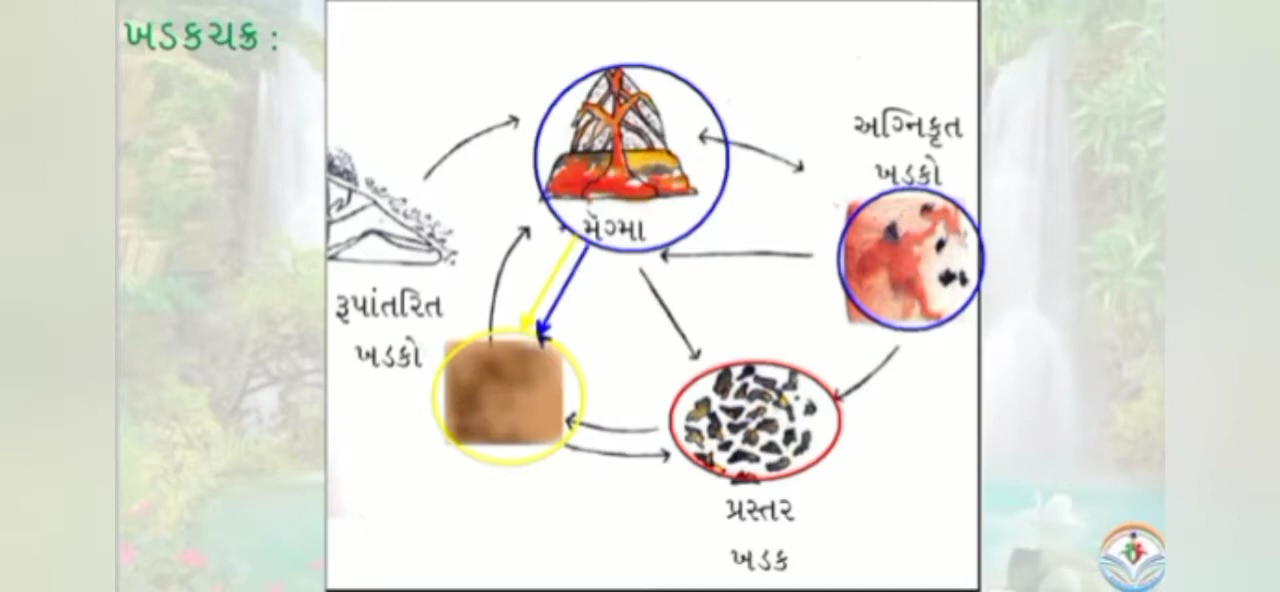 ખડકચક્ર :
અગ્નિકૃત
ખડકો
મૅગ્મા
રૂપાંતરિત
ખડકો
પ્રસ્તર
ખડક